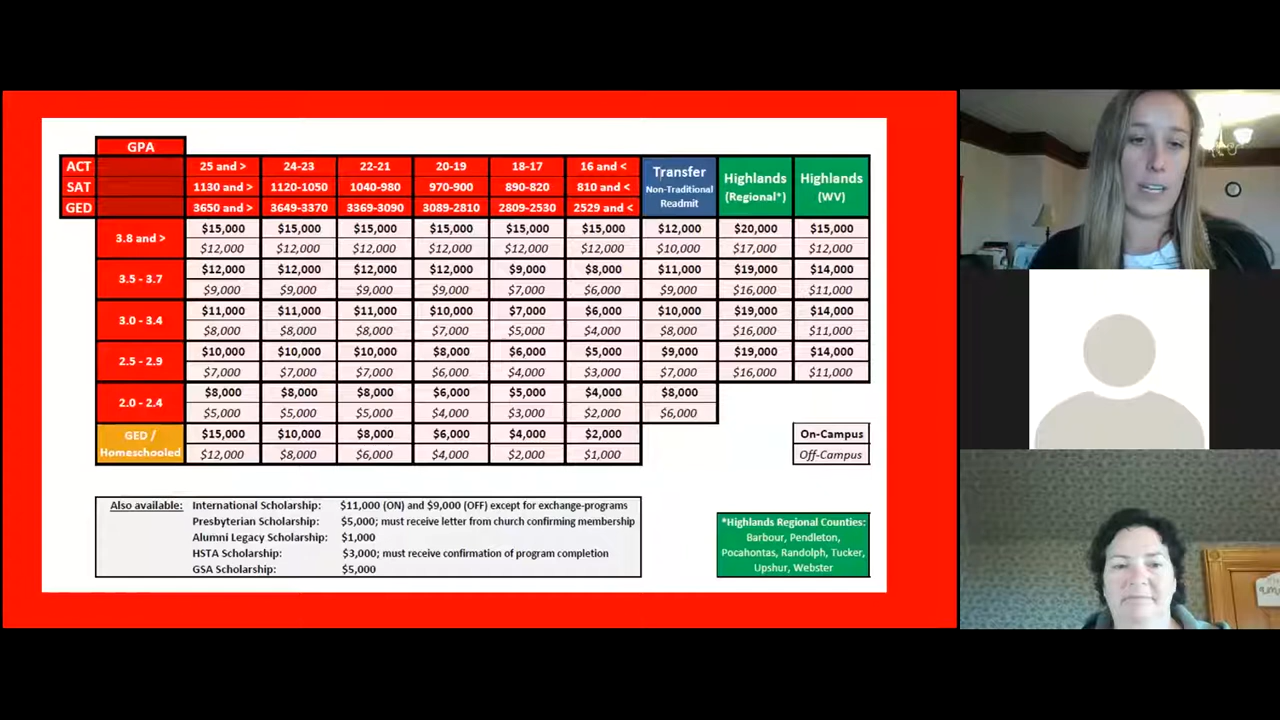 GPA
ACT 25 and > 24-23 22-21 20-19 18-17 16 and <
SAT 1130 and > 1120-1050 1040-980 970-900 890-820 810 and <
GED 3650 and > 3649-3370 3369-3090 3089-2810 2809-2530 2529 and <
Transfer
Non-Traditional
Readmit
Highlands
(Regional*)
Highlands
(WV)
3.8 and >
$15,000 $15,000 $15,000 $15,000 $15,000 $15,000 $12,000 $20,000 $15,000
$12,000 $12,000 $12,000 $12,000 $12,000 $12,000 $10,000 $17,000 $12,000
3.5 - 3.7
$12,000 $12,000 $12,000 $12,000 $9,000 $8,000 $11,000 $19,000 $14,000
$9,000 $9,000 $9,000 $9,000 $7,000 $6,000 $9,000 $16,000 $11,000
3.0 - 3.4
$11,000 $11,000 $11,000 $10,000 $7,000 $6,000 $10,000 $19,000 $14,000
$8,000 $8,000 $8,000 $7,000 $5,000 $4,000 $8,000 $16,000 $11,000
2.5 - 2.9
$10,000 $10,000 $10,000 $8,000 $6,000 $5,000 $9,000 $19,000 $14,000
$7,000 $7,000 $7,000 $6,000 $4,000 $3,000 $7,000 $16,000 $11,000
2.0 - 2.4
$8,000 $8,000 $8,000 $6,000 $5,000 $4,000 $8,000
$5,000 $5,000 $5,000 $4,000 $3,000 $2,000 $6,000
GED /
Homeschooled
$15,000 $10,000 $8,000 $6,000 $4,000 $2,000
$12,000 $8,000 $6,000 $4,000 $2,000 $1,000
On-Campus
Off-Campus
Also available: International Scholarship: $11,000 (ON) and $9,000 (OFF) except for exchange-programs
Presbyterian Scholarship: $5,000; must receive letter from church confirming membership
Alumni Legacy Scholarship: $1,000
HSTA Scholarship: $3,000; must receive confirmation of program completion
GSA Scholarship: $5,000
*Highlands Regional Counties:
Barbour, Pendleton,
Pocahontas, Randolph, Tucker,
Upshur, Webster